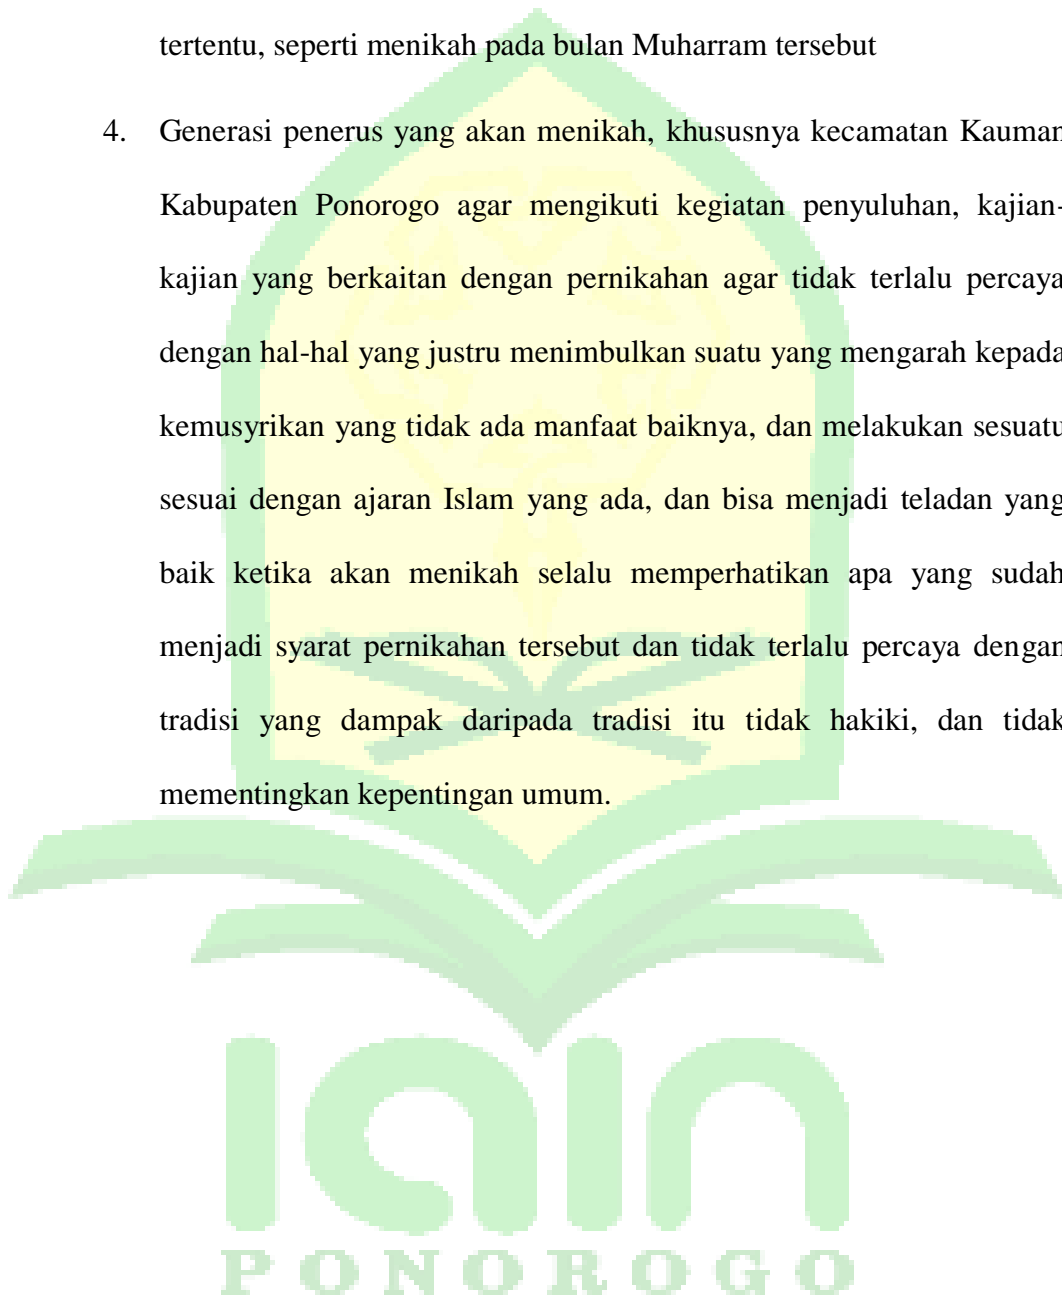 tertentu, seperti menikah pada bulan Muharram tersebut
4. Generasi penerus yang akan menikah, khususnya kecamatan Kauman
Kabupaten Ponorogo agar mengikuti kegiatan penyuluhan, kajian-
kajian yang berkaitan dengan pernikahan agar tidak terlalu percaya
dengan hal-hal yang justru menimbulkan suatu yang mengarah kepada
kemusyrikan yang tidak ada manfaat baiknya, dan melakukan sesuatu
sesuai dengan ajaran Islam yang ada, dan bisa menjadi teladan yang
baik ketika akan menikah selalu memperhatikan apa yang sudah
menjadi syarat pernikahan tersebut dan tidak terlalu percaya dengan
tradisi yang dampak daripada tradisi itu tidak hakiki, dan tidak
mementingkan kepentingan umum.
IAIN
PONOROGO